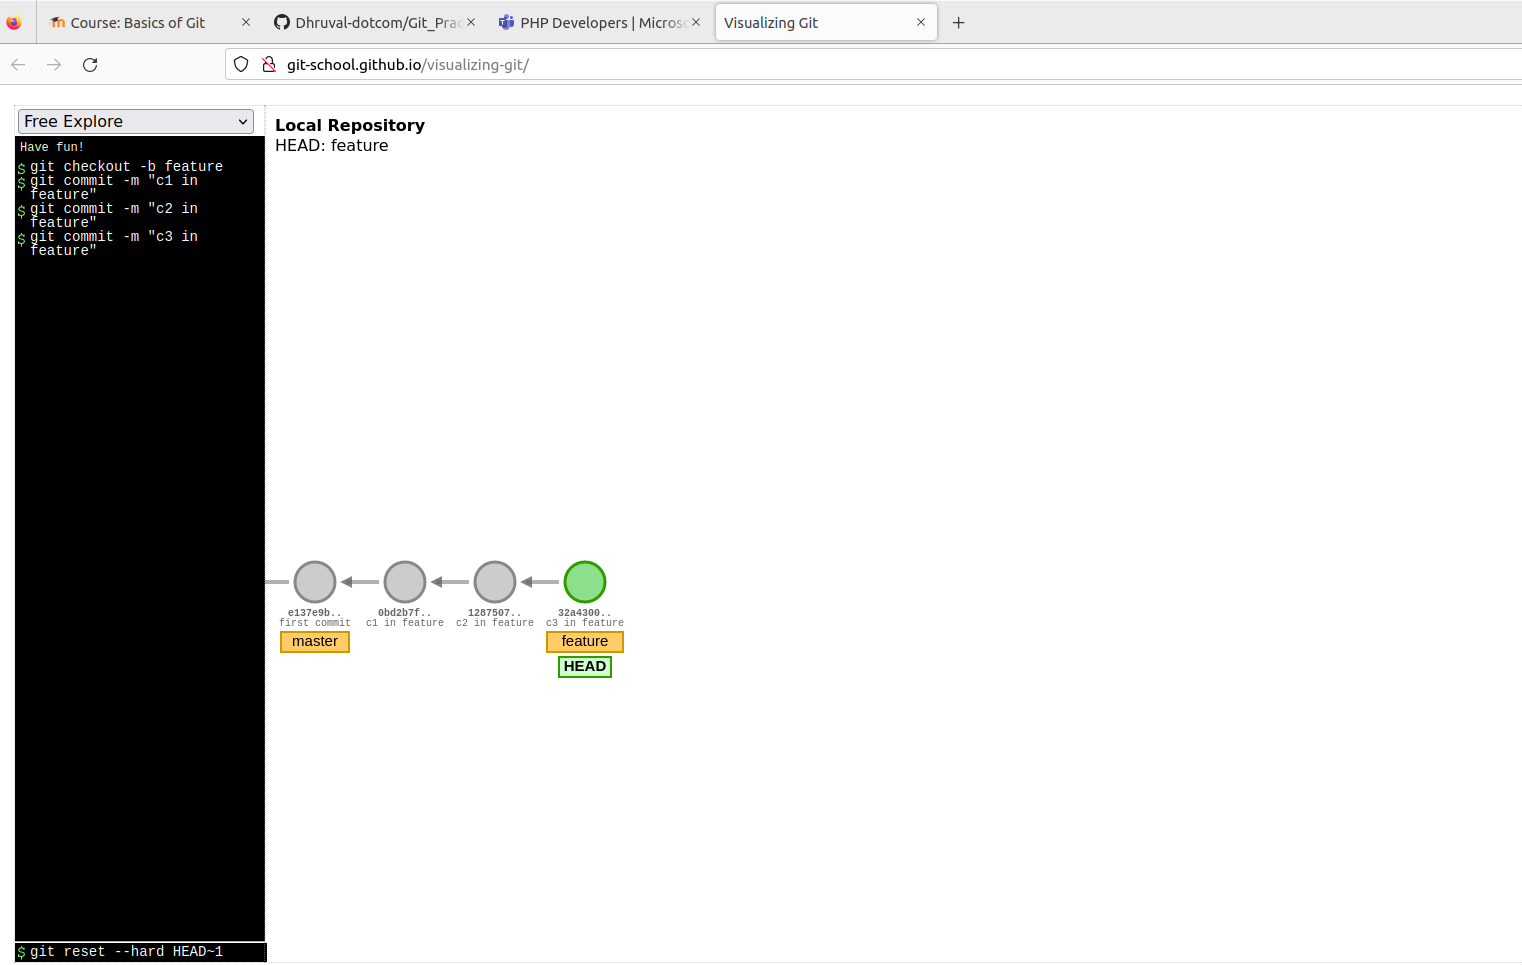 Course: Basics of Git
Dhruval-dotcom/Git_Prac
PHP Developers | Micros
Visualizing Git
git-school.github.io/visualizing-git/
Free Explore
Have fun!
$ git checkout -b feature
$ git commit -m "c1 in
feature"
$ git commit -m "c2 in
feature"
$ git commit -m "c3 in
feature"
$ git reset --hard HEAD~1
Local Repository
HEAD: feature
e137e9b.. 0bd2b7f.. 1287507.. 32a4300..
first commit c1 in feature c2 in feature c3 in feature
master feature
HEAD